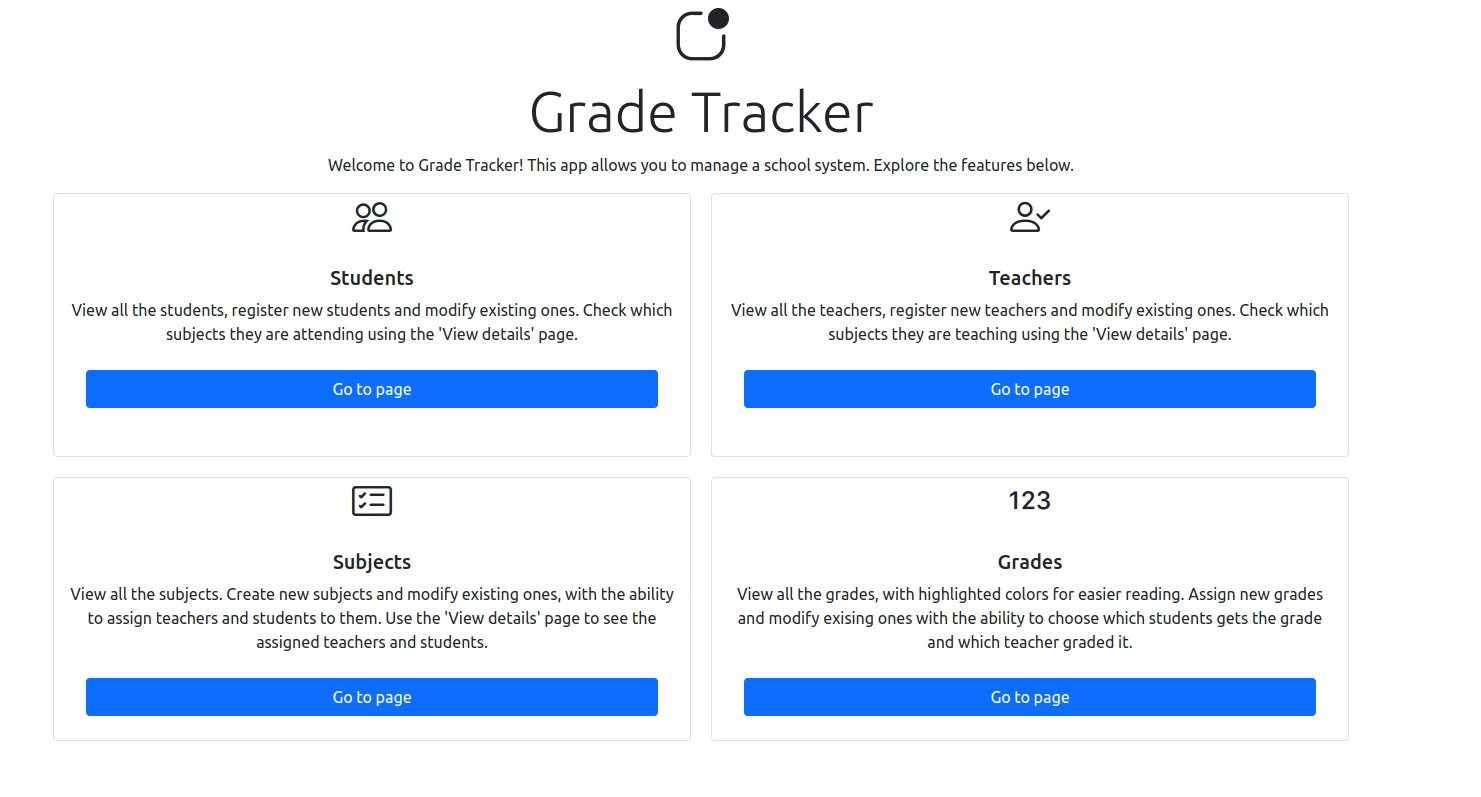 Grade Tracker
Welcome to Grade Tracker! This app allows you to manage a school system. Explore the features below.
Students
View all the students, register new students and modify existing ones. Check which
subjects they are attending using the 'View details' page.
Go to page
Teachers
View all the teachers, register new teachers and modify existing ones. Check which
subjects they are teaching using the 'View details' page.
Go to page
Subjects
View all the subjects. Create new subjects and modify existing ones, with the ability
to assign teachers and students to them. Use the 'View details' page to see the
assigned teachers and students.
Go to page
123
Grades
View all the grades, with highlighted colors for easier reading. Assign new grades
and modify exising ones with the ability to choose which students gets the grade
and which teacher graded it.
Go to page